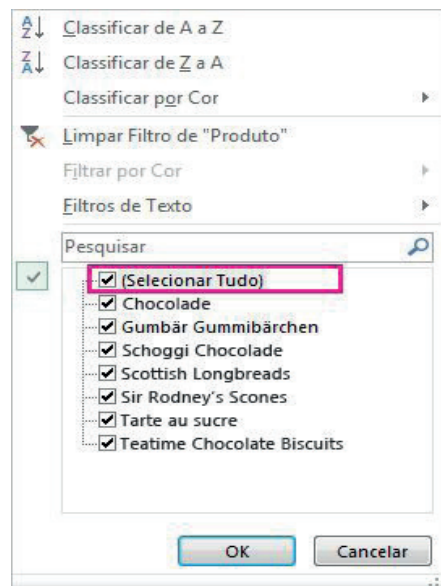 Classificar de A a Z
Classificar de Z a A
Classificar por Cor
Limpar Filtro de "Produto"
Filtrar por Cor
Filtros de Texto
Pesquisar
(Selecionar Tudo)
Chocolade
Gumbär Gummibärchen
Schoggi Chocolade
Scottish Longbreads
Sir Rodney's Scones
Tarte au sucre
Teatime Chocolate Biscuits
OK Cancelar